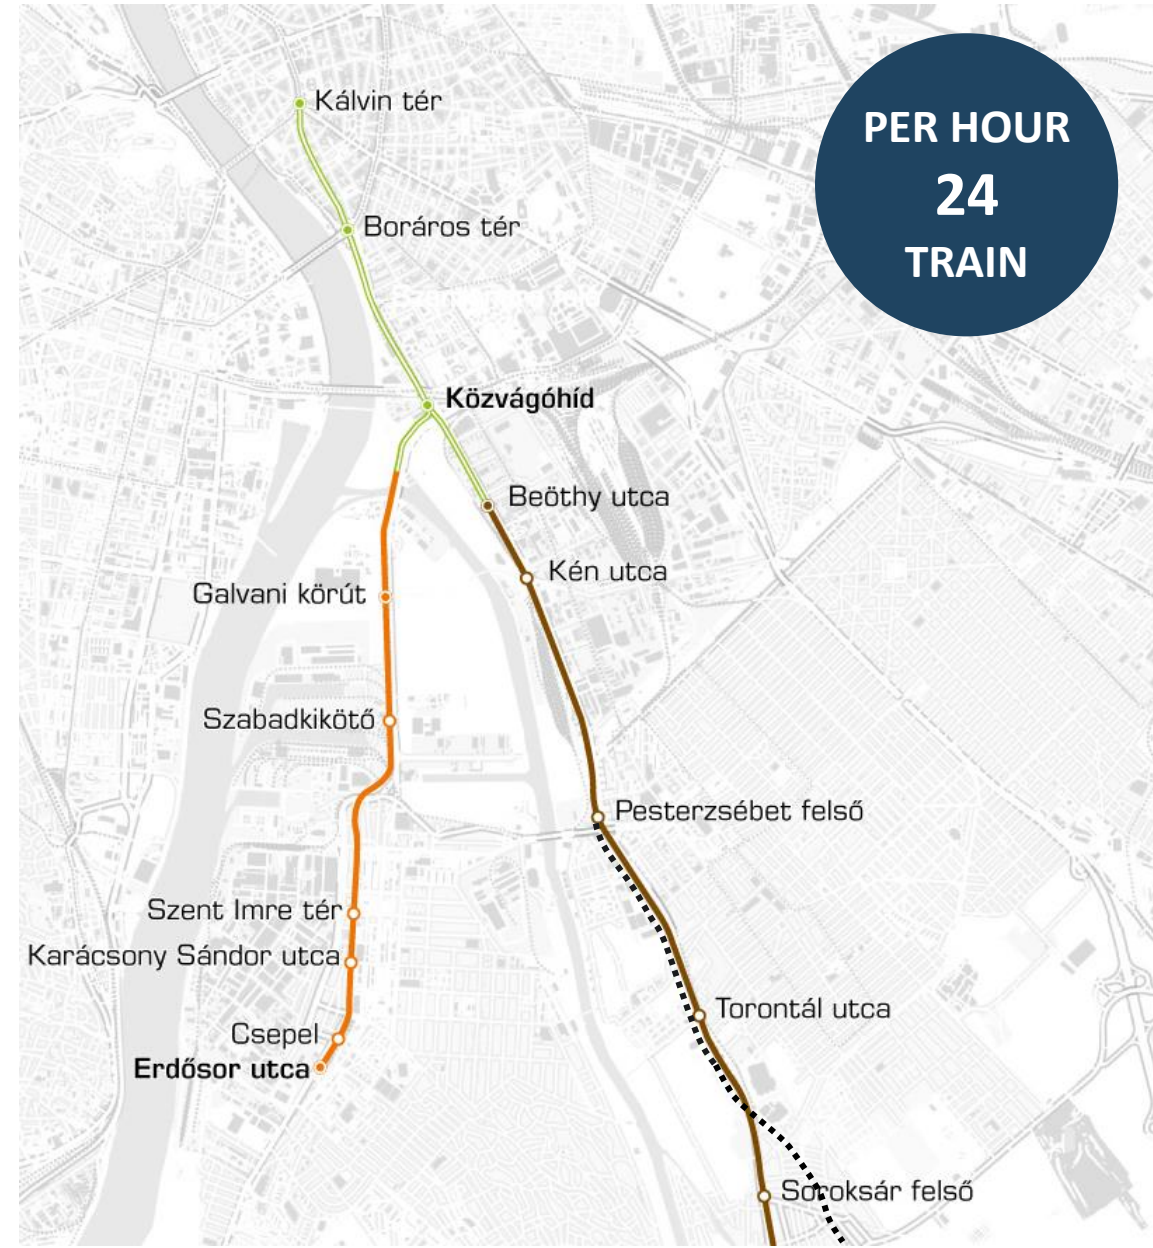 Kálvin tér
PER HOUR
24
TRAIN
Boráros tér
Közvágóhíd
Beöthy utca
Kén utca
Galvani körút
Szabadkikötő
Pesterzsébet felső
Szent Imre tér
Karácsony Sándor utca
Torontál utca
Csepel
Erdősor utca
Soroksár felső